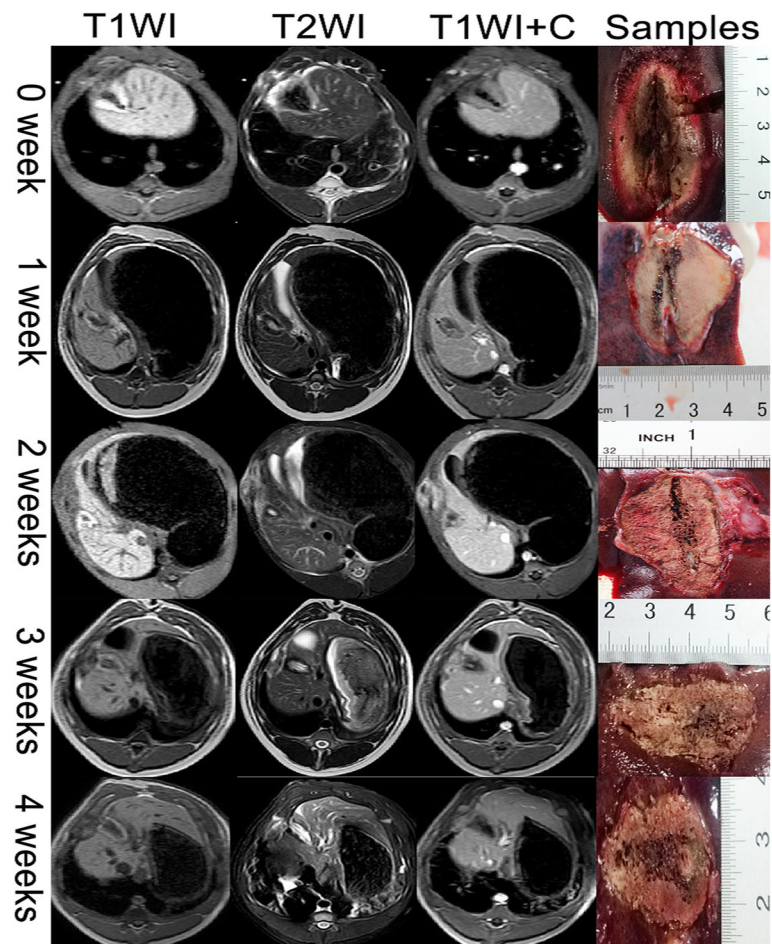 T1WI T2WI T1WI+C Samples
0 week
1
2
3
4
5
1 week
cm 1 2 3 4 5
2 weeks
32 INCH 1
3 weeks
2 3 4 5 6
4 weeks
3
2